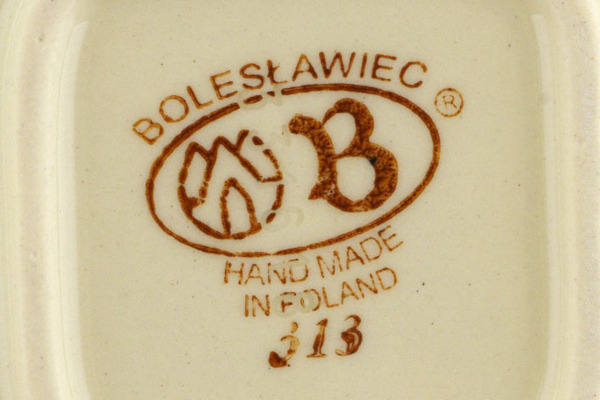 BOLESŁAWIEC ®
B
HAND MADE
IN POLAND
313